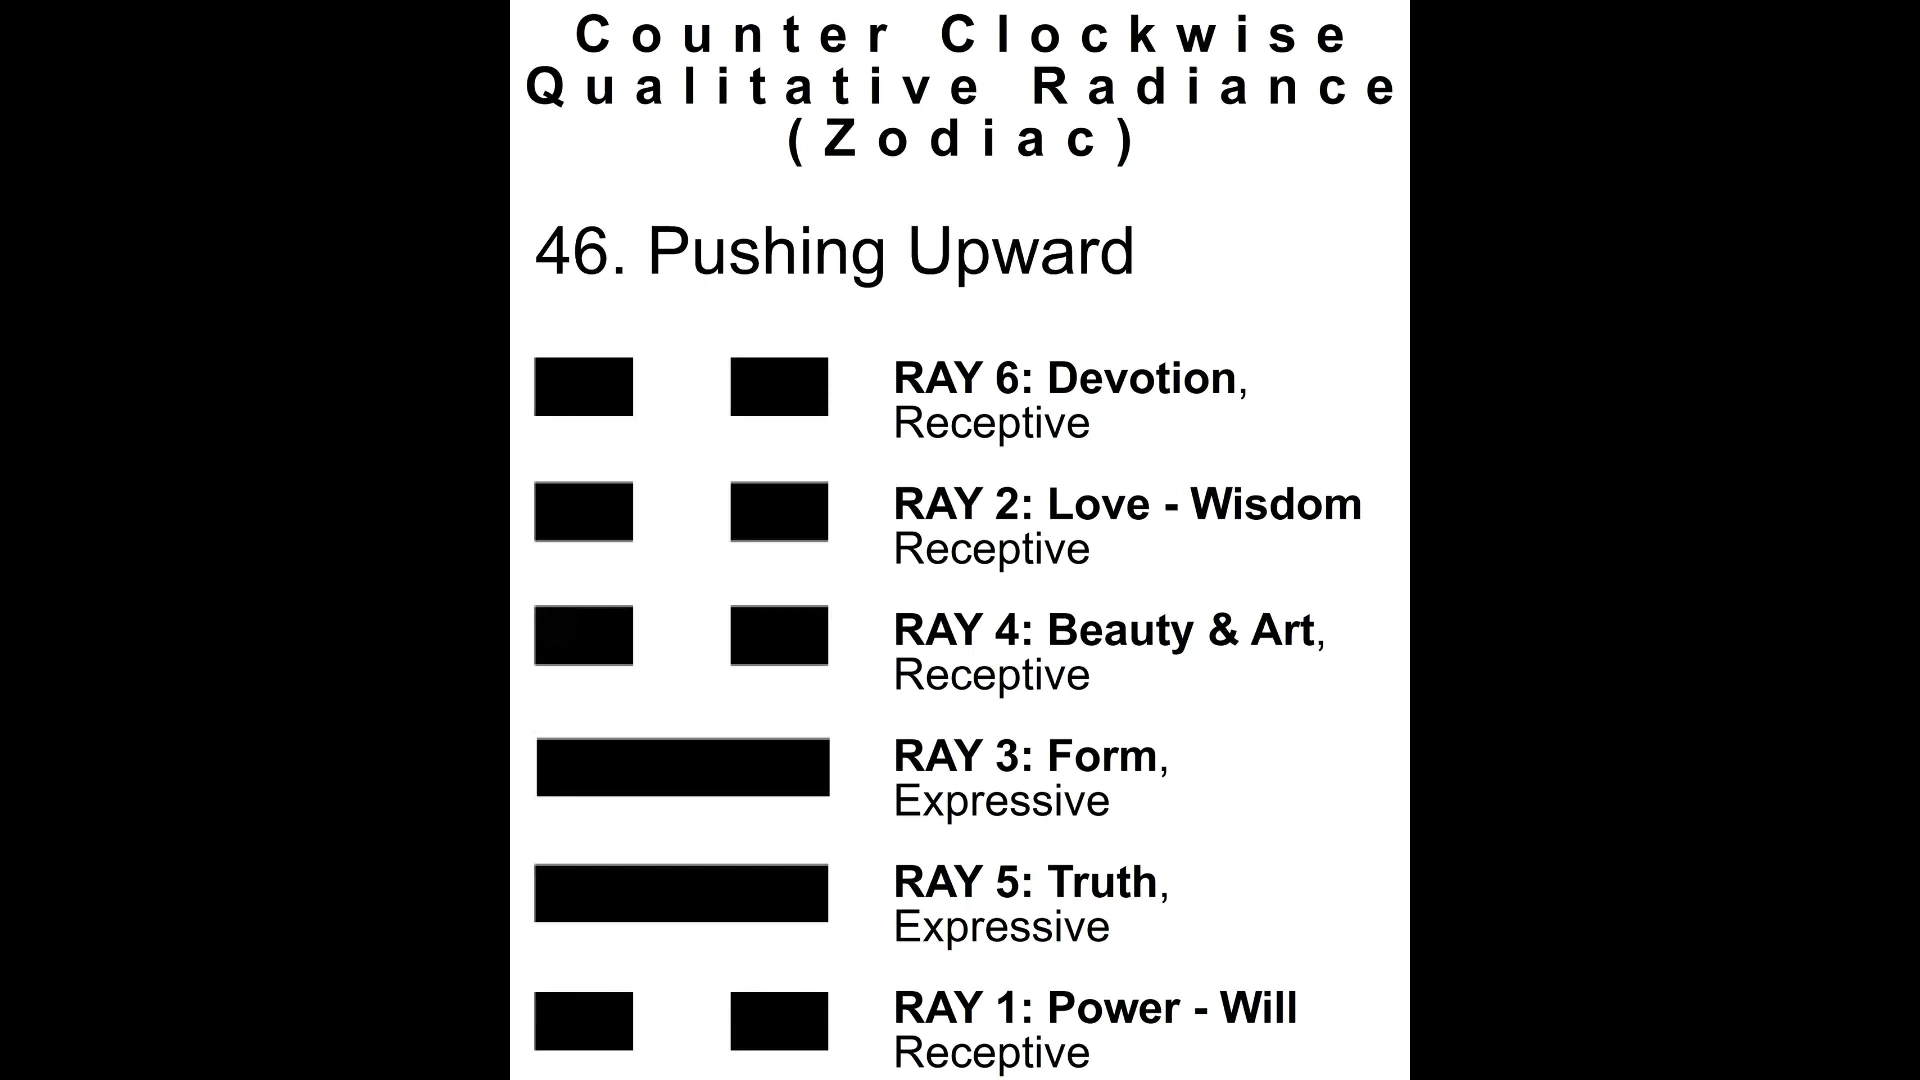 Counter Clockwise
Qualitative Radiance
(Zodiac)
46. Pushing Upward
RAY 6: Devotion,
Receptive
RAY 2: Love - Wisdom
Receptive
RAY 4: Beauty & Art,
Receptive
RAY 3: Form,
Expressive
RAY 5: Truth,
Expressive
RAY 1: Power - Will
Receptive